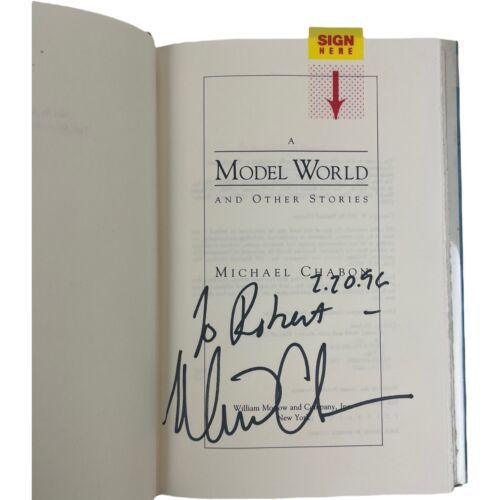 SIGN
HERE
A
MODEL WORLD
AND OTHER STORIES
MICHAEL CHABON
2.20.96
To Robert —
William Morrow and Company, Inc.
New York